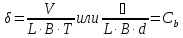 δ = V / (L · B · T) или ▯ / (L · B · d) = C_b